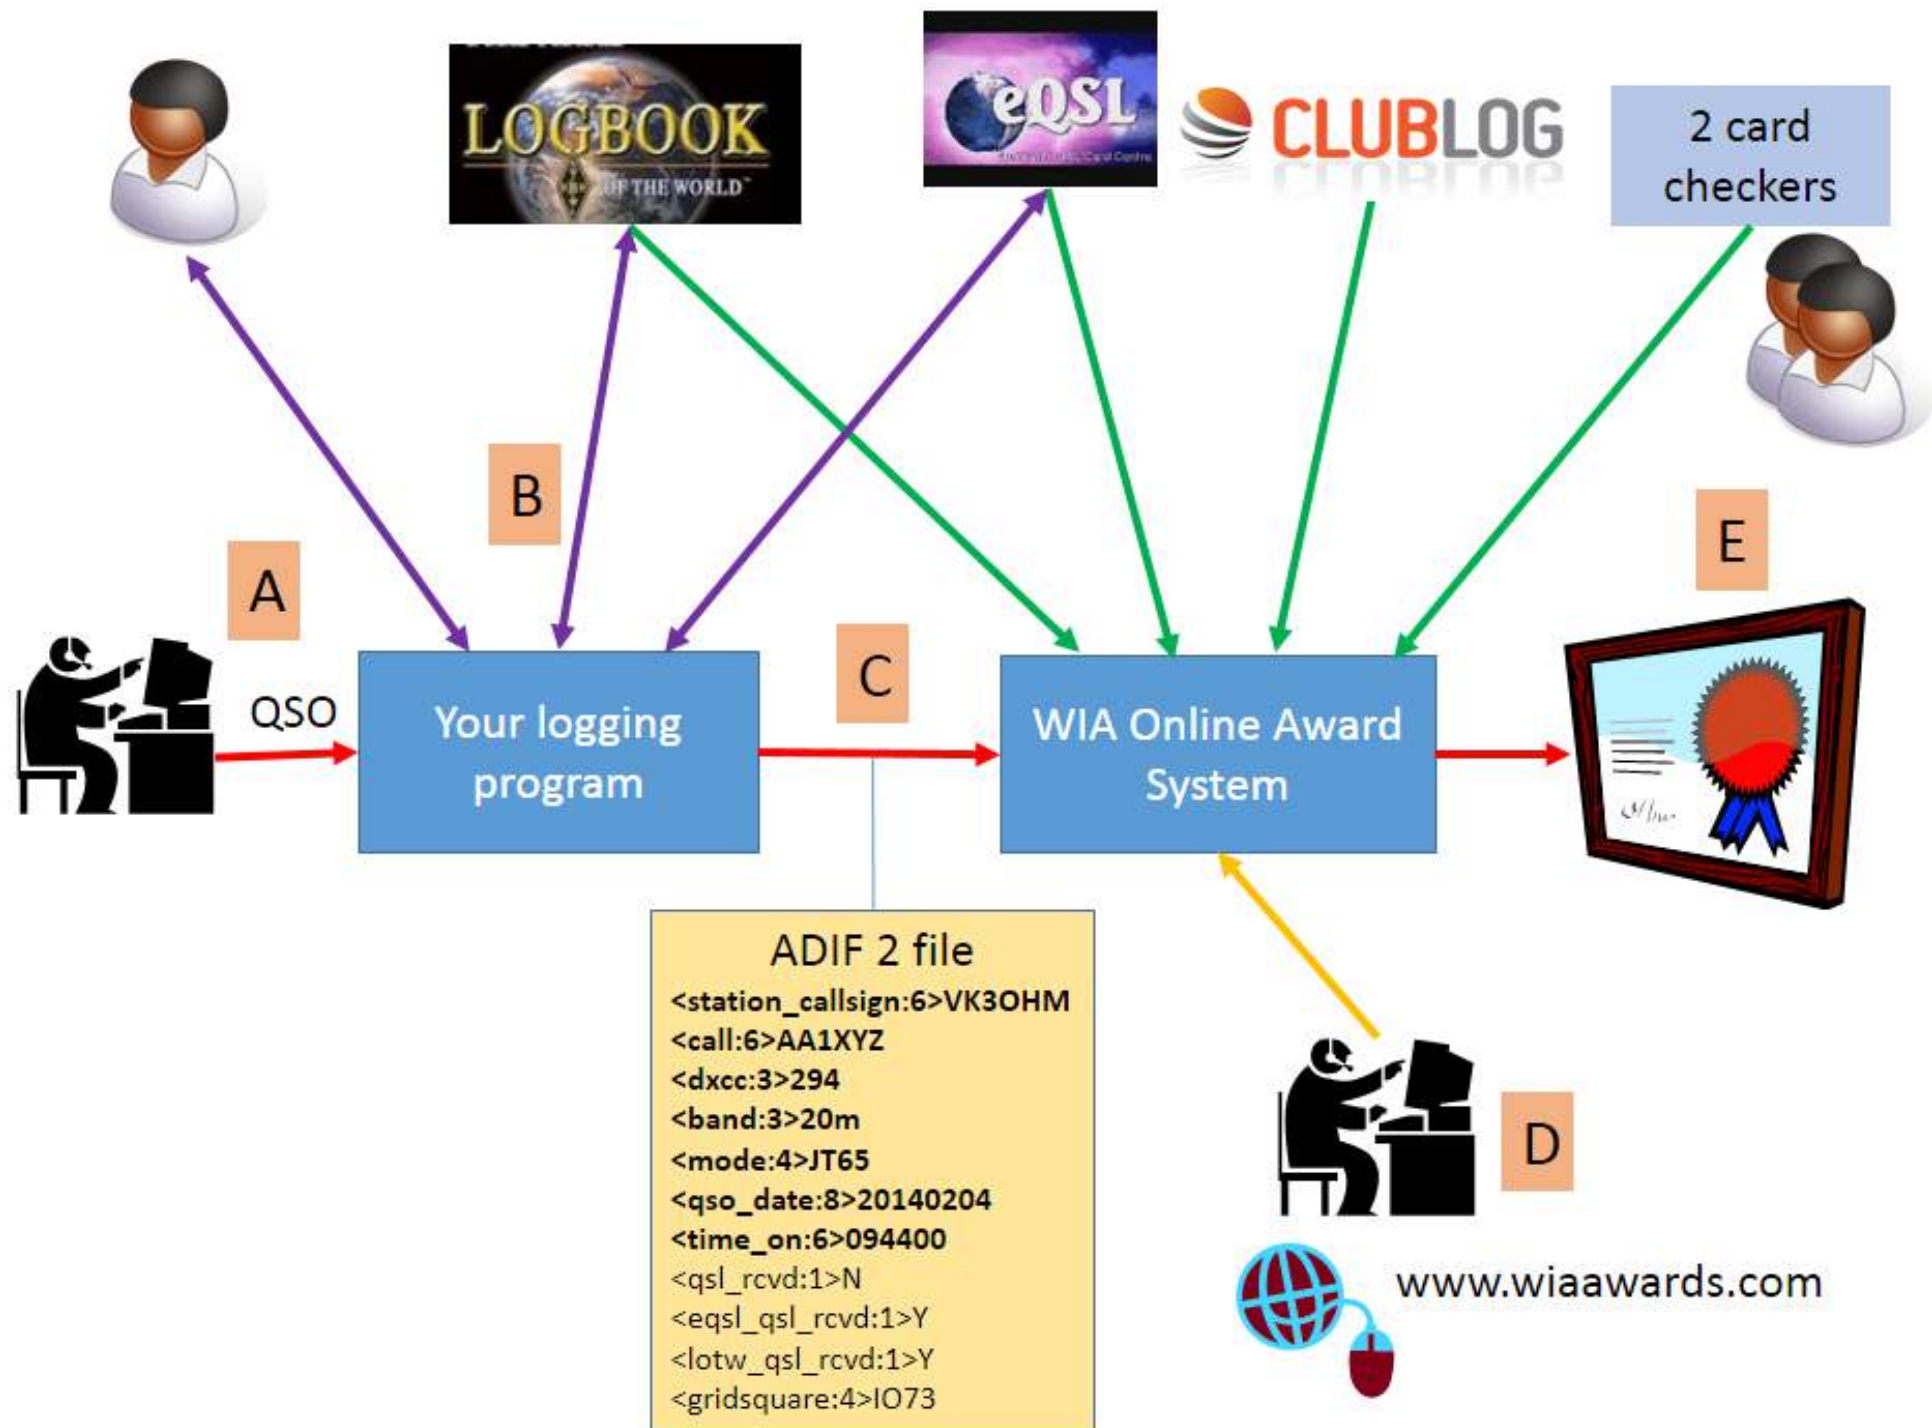 LOGBOOK
OF THE WORLD
eQSL
CLUBLOG
2 card
checkers
B
E
A
C
QSO
Your logging
program
WIA Online Award
System
ADIF 2 file
<station_callsign:6>VK3OHM
<call:6>AA1XYZ
<dxcc:3>294
<band:3>20m
<mode:4>JT65
<qso_date:8>20140204
<time_on:6>094400
<qsl_rcvd:1>N
<eqsl_qsl_rcvd:1>Y
<lotw_qsl_rcvd:1>Y
<gridsquare:4>IO73
D
www.wiaawards.com